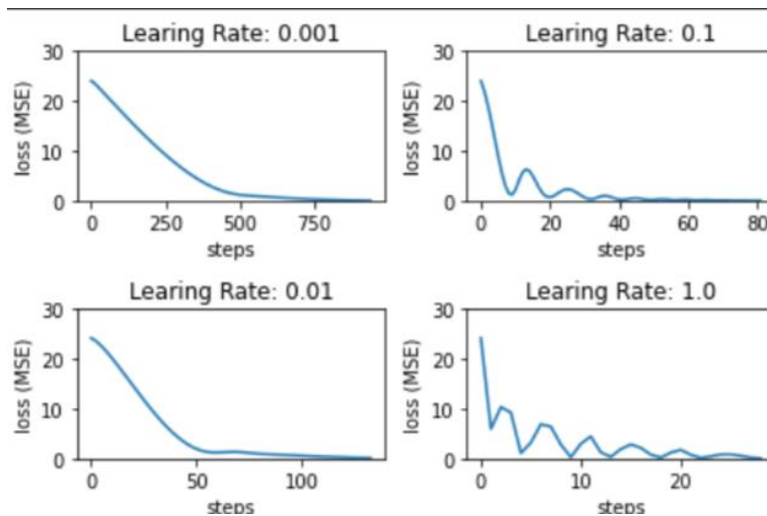 Learing Rate: 0.001
30
20
10
0
loss (MSE)
0 250 500 750
steps
Learing Rate: 0.1
30
20
10
0
loss (MSE)
0 20 40 60 80
steps
Learing Rate: 0.01
30
20
10
0
loss (MSE)
0 50 100
steps
Learing Rate: 1.0
30
20
10
0
loss (MSE)
0 10 20
steps